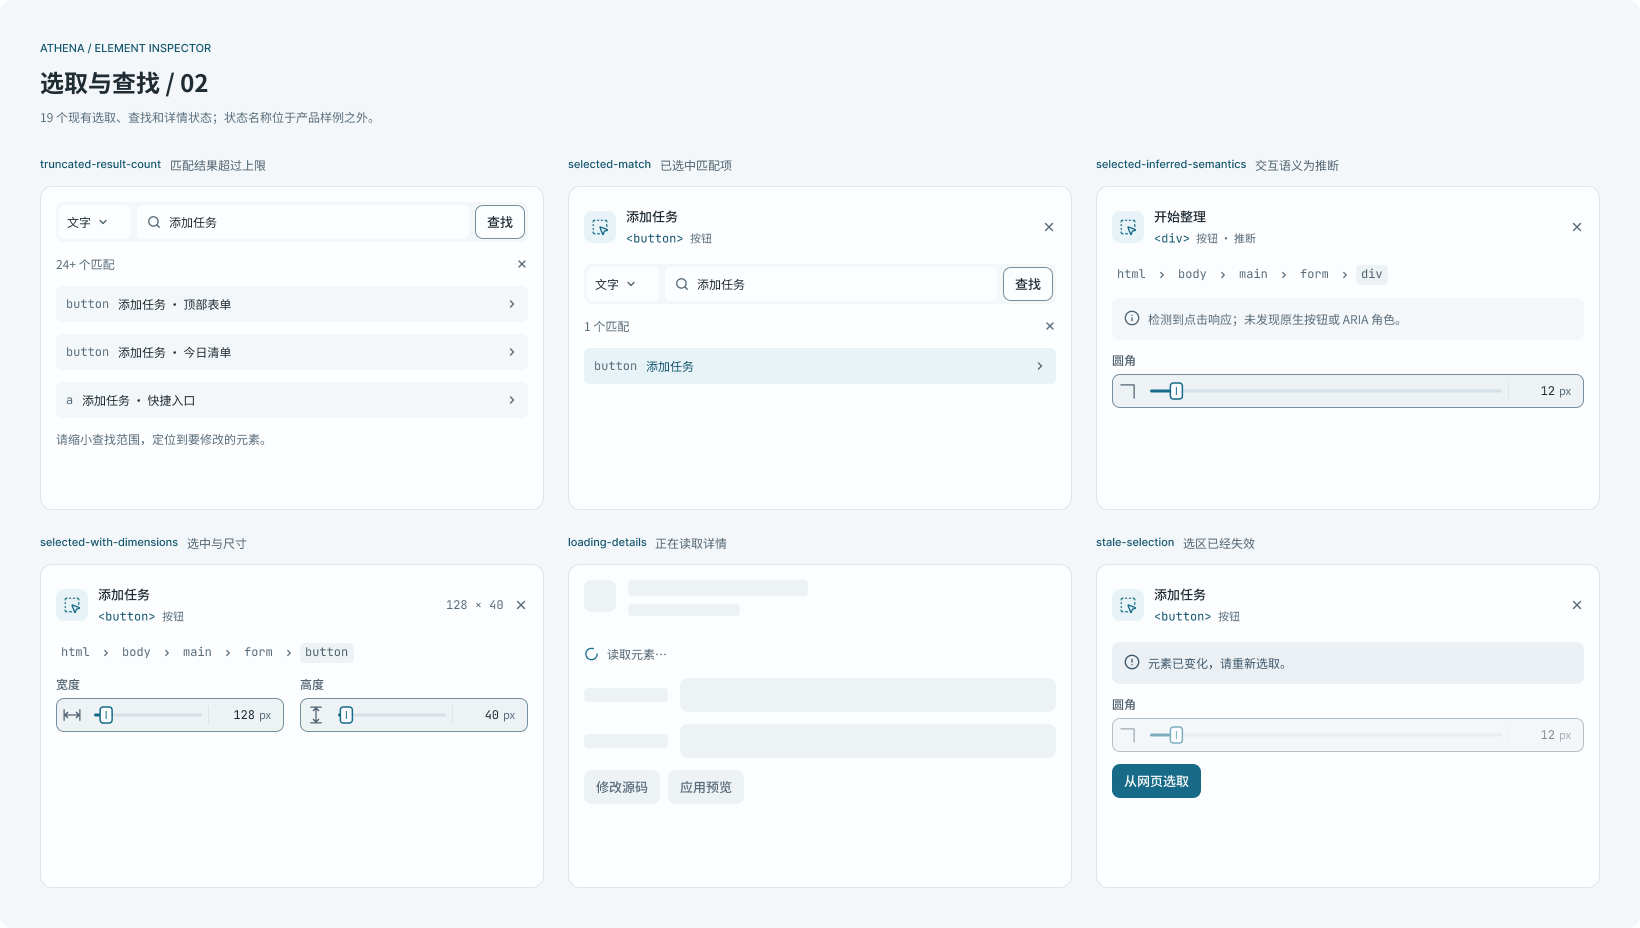 ATHENA / ELEMENT INSPECTOR
选取与查找 / 02
19 个现有选取、查找和详情状态；状态名称位于产品样例之外。
truncated-result-count 匹配结果超过上限
文字 添加任务 查找
24+ 个匹配
button 添加任务 • 顶部表单
button 添加任务 • 今日清单
a 添加任务 • 快捷入口
请缩小查找范围，定位到要修改的元素。
selected-match 已选中匹配项
添加任务
<button> 按钮
文字 添加任务 查找
1 个匹配
button 添加任务
selected-inferred-semantics 交互语义为推断
开始整理
<div> 按钮 • 推断
html › body › main › form › div
检测到点击响应；未发现原生按钮或 ARIA 角色。
圆角
12 px
selected-with-dimensions 选中与尺寸
添加任务
<button> 按钮
128 × 40
html › body › main › form › button
宽度 高度
128 px 40 px
loading-details 正在读取详情
读取元素…
修改源码 应用预览
stale-selection 选区已经失效
添加任务
<button> 按钮
元素已变化，请重新选取。
圆角
12 px
从网页选取